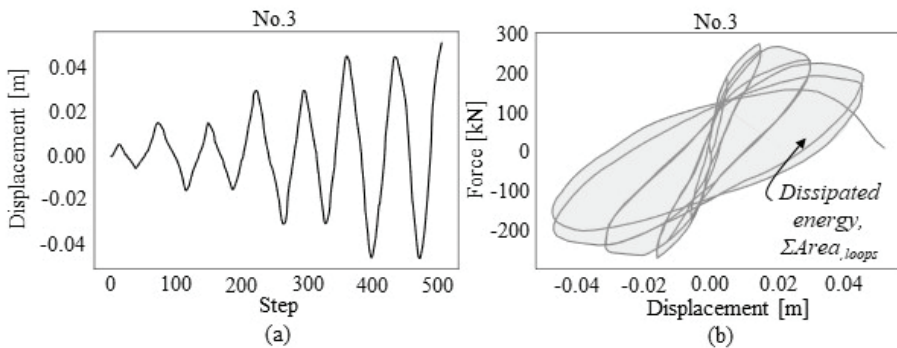 No.3
Displacement [m]
0.04
0.02
0.00
-0.02
-0.04
0
100
200
300
400
500
Step
(a)
No.3
Force [kN]
300
200
100
0
-100
-200
-0.04
-0.02
0.00
0.02
0.04
Displacement [m]
Dissipated
energy,
ΣArea,loops
(b)